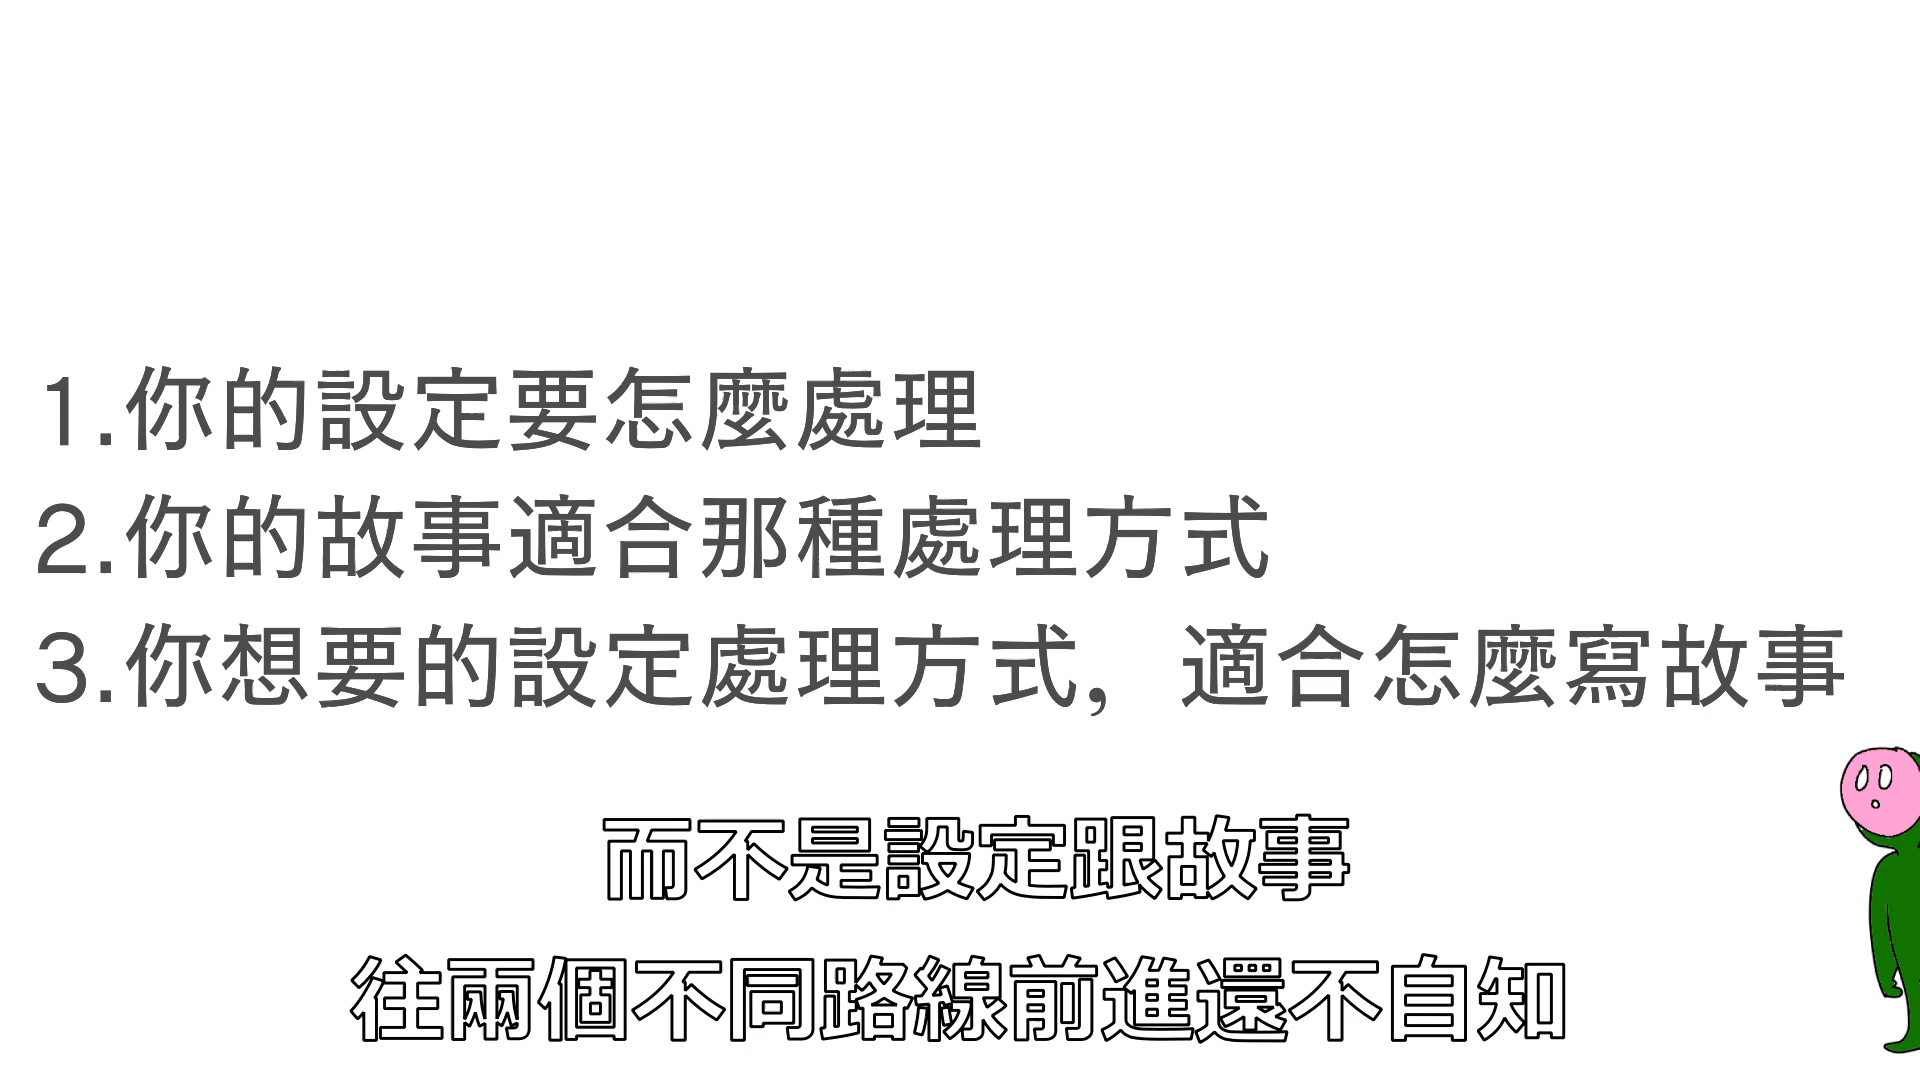 1.你的設定要怎麼處理
2.你的故事適合那種處理方式
3.你想要的設定處理方式，適合怎麼寫故事
而不是設定跟故事
往兩個不同路線前進還不自知